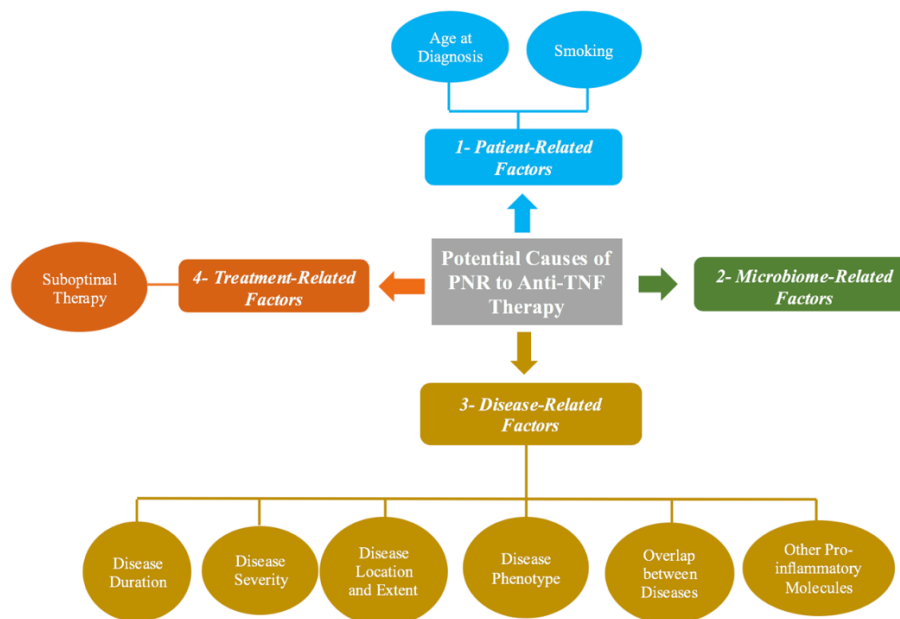 Age at
Diagnosis
Smoking
1- Patient-Related
Factors
Potential Causes of
PNR to Anti-TNF
Therapy
Suboptimal
Therapy
4- Treatment-Related
Factors
2- Microbiome-Related
Factors
3- Disease-Related
Factors
Disease
Duration
Disease
Severity
Disease
Location
and Extent
Disease
Phenotype
Overlap
between
Diseases
Other Pro-
inflammatory
Molecules